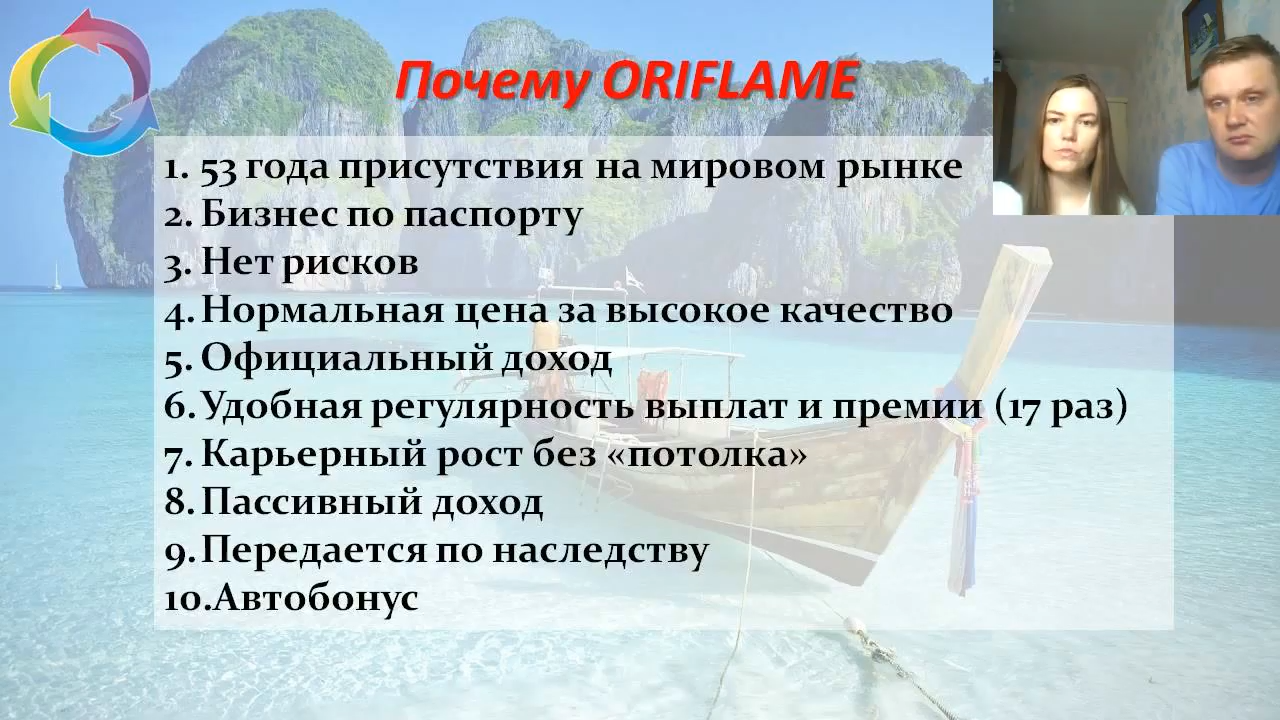 Почему ORIFLAME
1. 53 года присутствия на мировом рынке
2. Бизнес по паспорту
3. Нет рисков
4. Нормальная цена за высокое качество
5. Официальный доход
6. Удобная регулярность выплат и премии (17 раз)
7. Карьерный рост без «потолка»
8. Пассивный доход
9. Передается по наследству
10.Автобонус